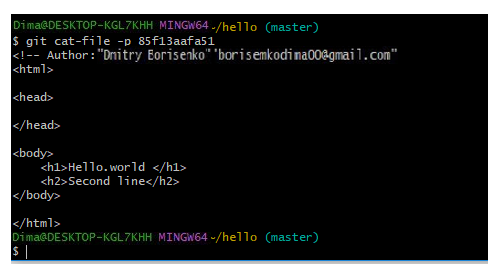 Dima@DESKTOP-KGL7KHH MINGW64 ~/hello (master)
$ git cat-file -p 85f13aafa51
<!-- Author:"Dmitry Borisenko"'borisemkodima00@gmail.com"
<html>
<head>
</head>
<body>
<h1>Hello.world </h1>
<h2>Second line</h2>
</body>
</html>
Dima@DESKTOP-KGL7KHH MINGW64 ~/hello (master)
$